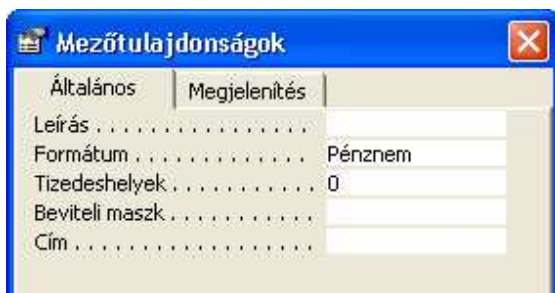 Mezőtulajdonságok
Általános Megjelenítés
Leírás . . . . . . . . . . . . . . . . .
Formátum . . . . . . . . . . . . . Pénznem
Tizedeshelyek . . . . . . . . . . . 0
Beviteli maszk . . . . . . . . . . .
Cím . . . . . . . . . . . . . . . . . . .